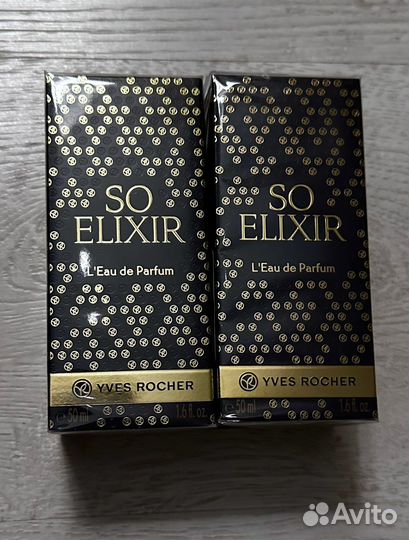 SO
ELIXIR
L'Eau de Parfum
YVES ROCHER
℮ 50 ml 1.6 fl. oz.
SO
ELIXIR
L'Eau de Parfum
YVES ROCHER
℮ 50 ml 1.6 fl. oz.
Avito